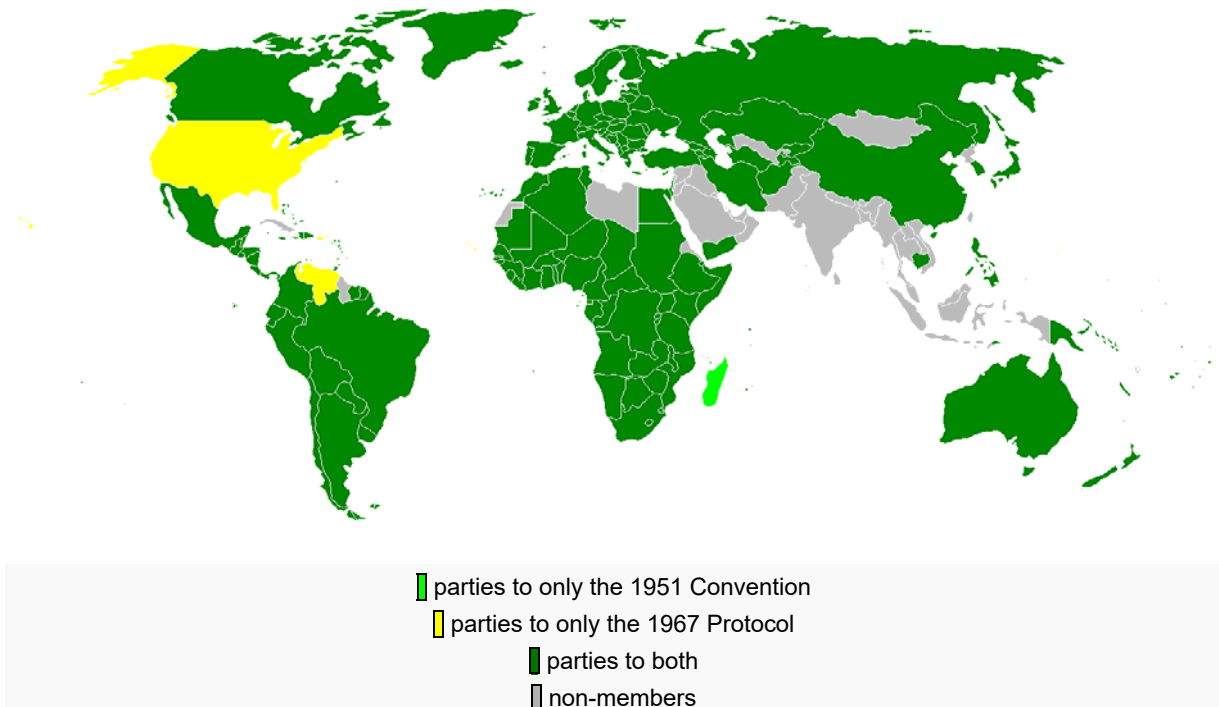 parties to only the 1951 Convention
parties to only the 1967 Protocol
parties to both
non-members